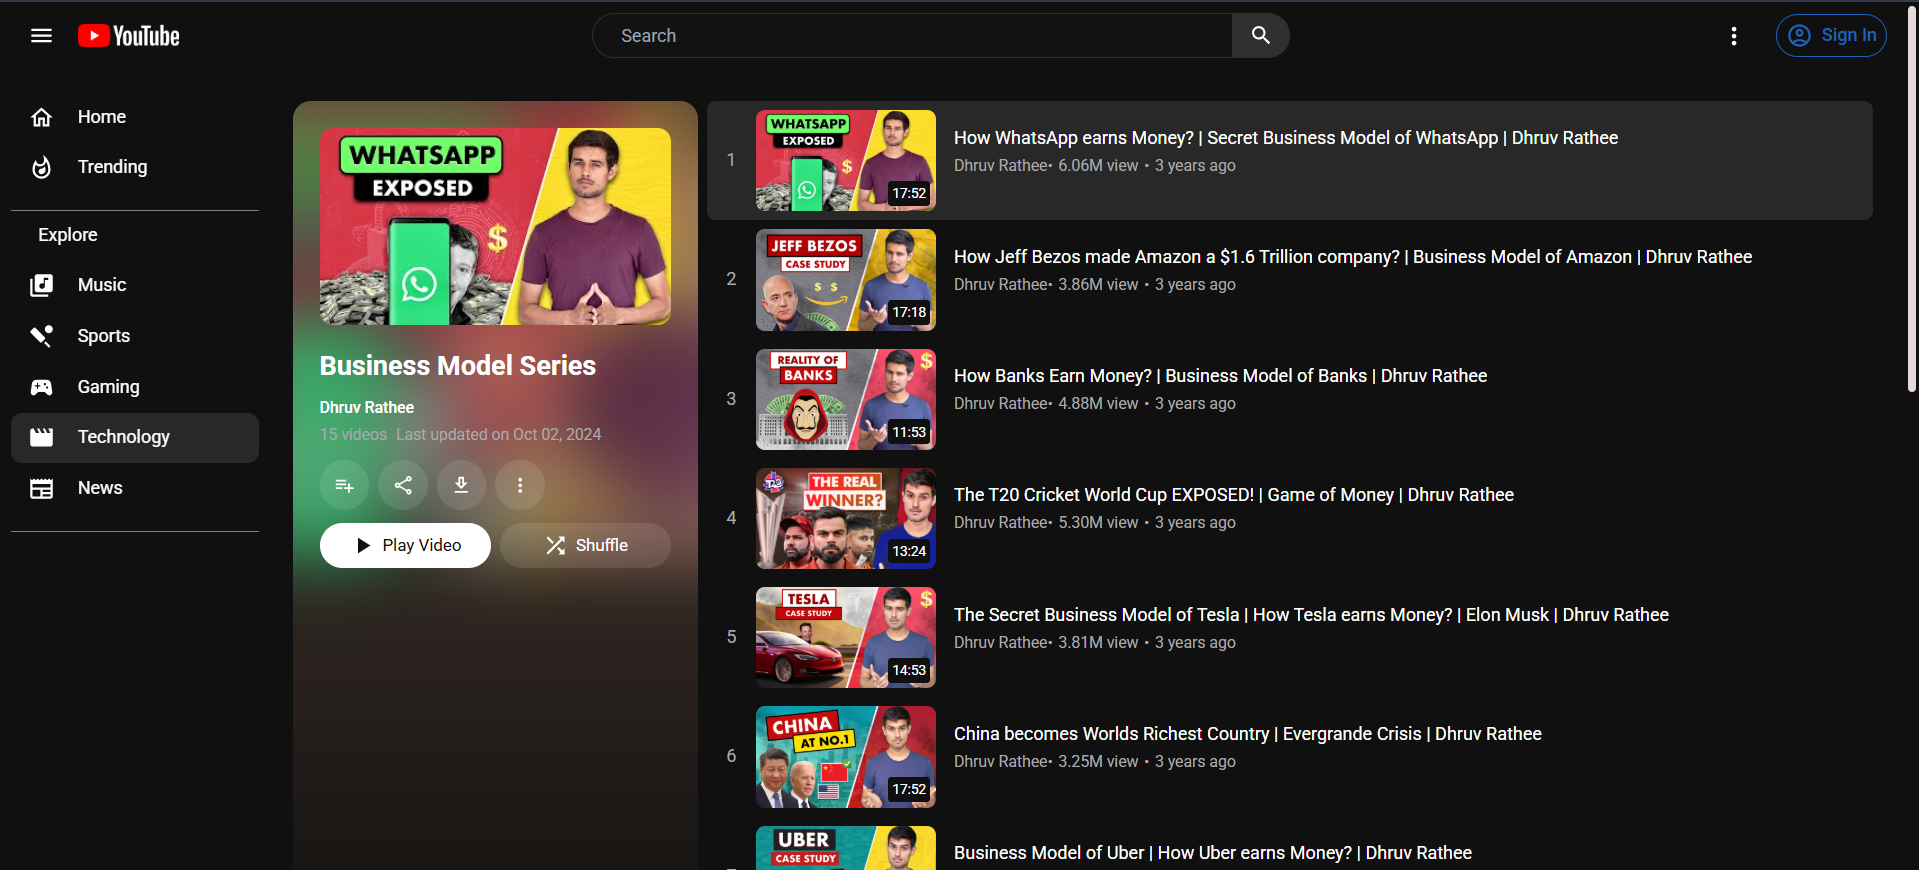 YouTube
Search
Sign In
Home
Trending
Explore
Music
Sports
Gaming
Technology
News
WHATSAPP
EXPOSED
$
Business Model Series
Dhruv Rathee
15 videos Last updated on Oct 02, 2024
Play Video
Shuffle
1
WHATSAPP
EXPOSED
$
17:52
How WhatsApp earns Money? | Secret Business Model of WhatsApp | Dhruv Rathee
Dhruv Rathee• 6.06M view • 3 years ago
2
JEFF BEZOS
CASE STUDY
$ $
17:18
How Jeff Bezos made Amazon a $1.6 Trillion company? | Business Model of Amazon | Dhruv Rathee
Dhruv Rathee• 3.86M view • 3 years ago
3
REALITY OF
BANKS
$
11:53
How Banks Earn Money? | Business Model of Banks | Dhruv Rathee
Dhruv Rathee• 4.88M view • 3 years ago
4
THE REAL
WINNER?
13:24
The T20 Cricket World Cup EXPOSED! | Game of Money | Dhruv Rathee
Dhruv Rathee• 5.30M view • 3 years ago
5
TESLA
CASE STUDY
$
14:53
The Secret Business Model of Tesla | How Tesla earns Money? | Elon Musk | Dhruv Rathee
Dhruv Rathee• 3.81M view • 3 years ago
6
CHINA
AT NO.1
17:52
China becomes Worlds Richest Country | Evergrande Crisis | Dhruv Rathee
Dhruv Rathee• 3.25M view • 3 years ago
UBER
CASE STUDY
Business Model of Uber | How Uber earns Money? | Dhruv Rathee